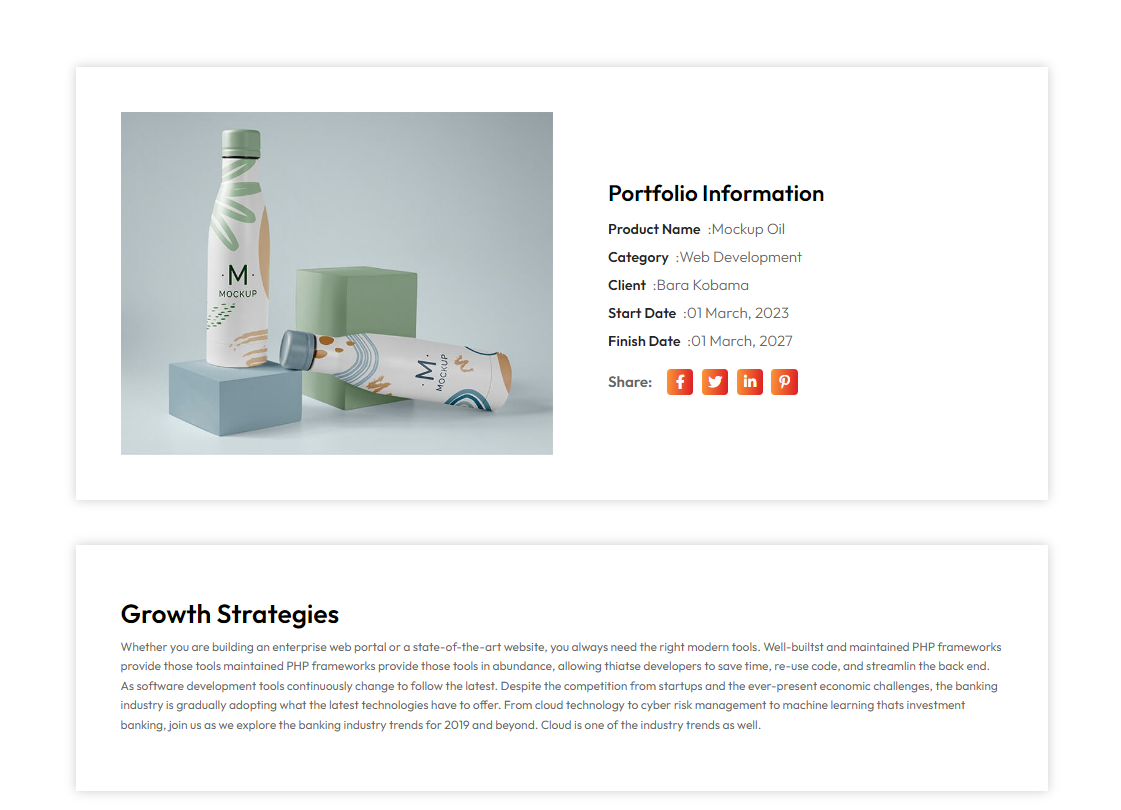 M
MOCKUP
M
MOCKUP
Portfolio Information
Product Name :Mockup Oil
Category :Web Development
Client :Bara Kobama
Start Date :01 March, 2023
Finish Date :01 March, 2027
Share:
Growth Strategies
Whether you are building an enterprise web portal or a state-of-the-art website, you always need the right modern tools. Well-builtst and maintained PHP frameworks
provide those tools maintained PHP frameworks provide those tools in abundance, allowing thiatse developers to save time, re-use code, and streamlin the back end.
As software development tools continuously change to follow the latest. Despite the competition from startups and the ever-present economic challenges, the banking
industry is gradually adopting what the latest technologies have to offer. From cloud technology to cyber risk management to machine learning thats investment
banking, join us as we explore the banking industry trends for 2019 and beyond. Cloud is one of the industry trends as well.